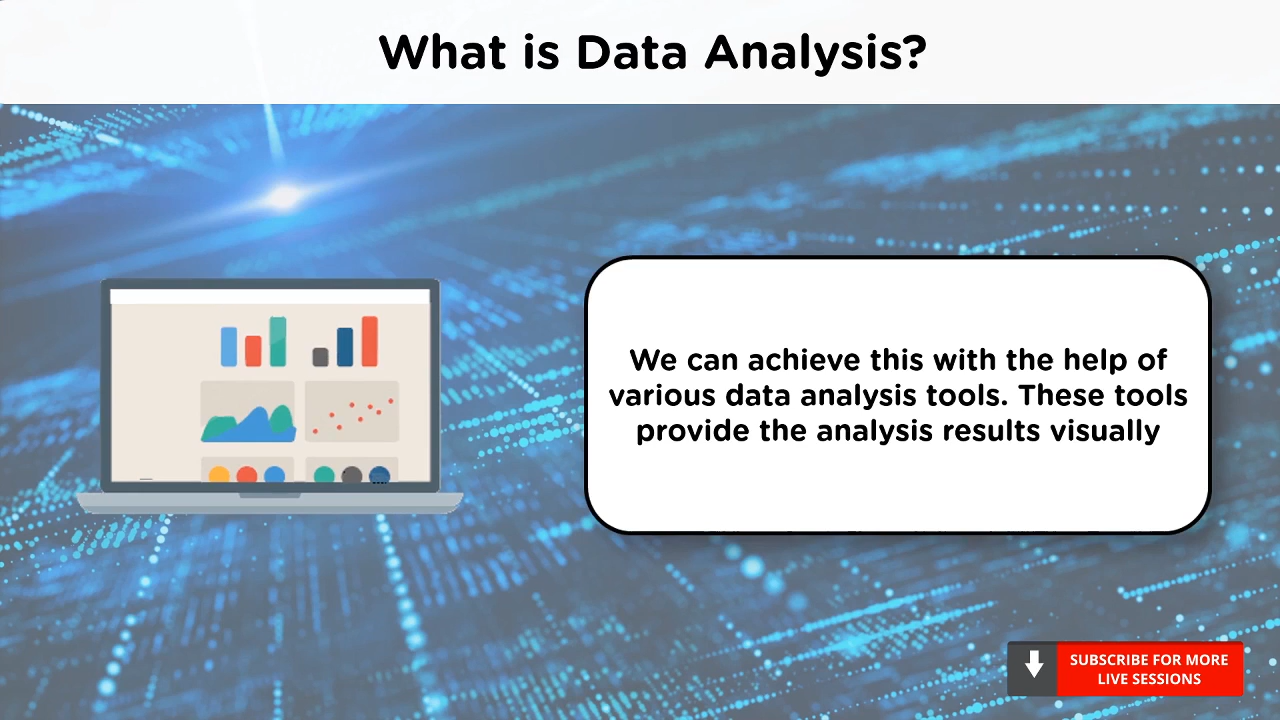 What is Data Analysis?
We can achieve this with the help of
various data analysis tools. These tools
provide the analysis results visually
SUBSCRIBE FOR MORE
LIVE SESSIONS